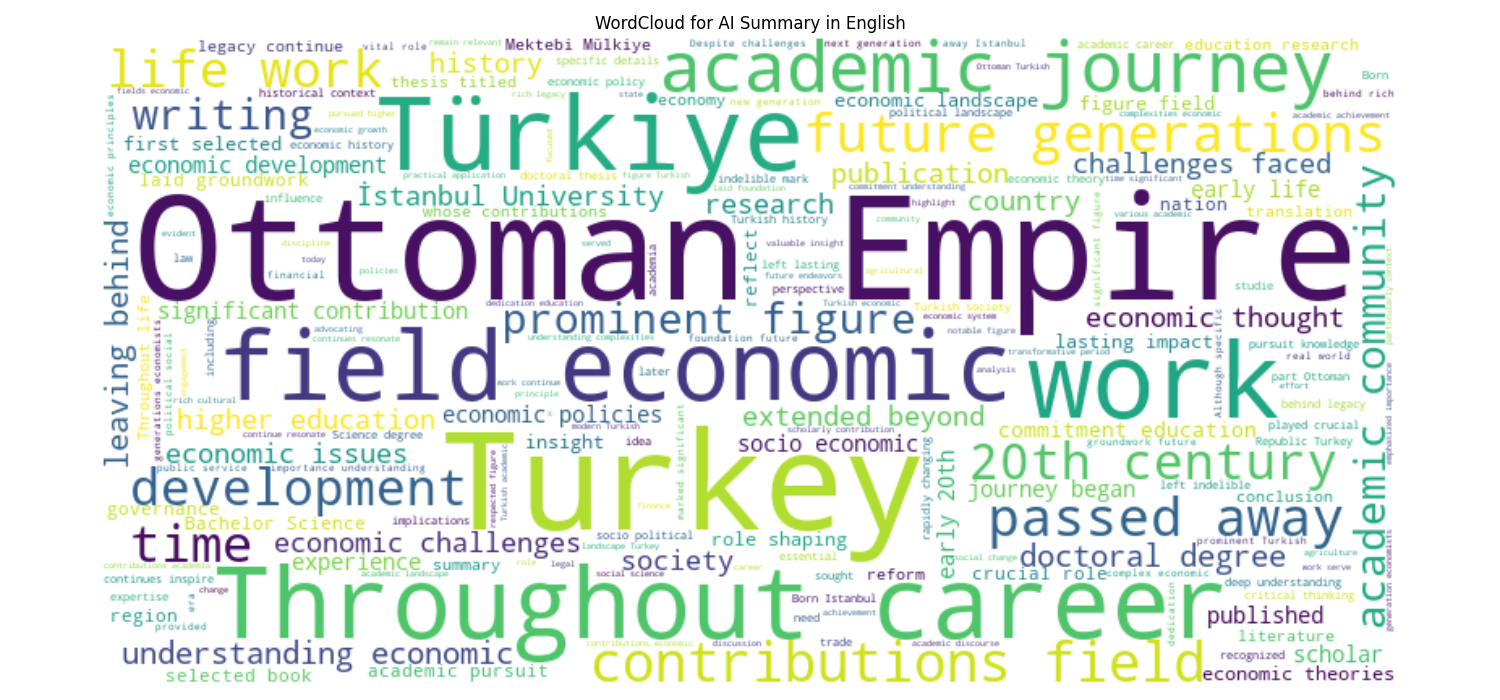 WordCloud for AI Summary in English
legacy continue
vital role
remain relevant
Mektebi Mülkiye
Despite challenges
next generation
away Istanbul
academic career
education research
life work
history
specific details
academic journey
Ottoman Turkish
Born
thesis titled
economic policy
fields economic
historical context
rich legacy
state
economy
new generation
economic landscape
figure field
behind rich
writing
pursued higher
Türkiye
political landscape
complexities economic
academic achievement
economic growth
future generations
first selected
economic history
focused
economic principles
economic development
practical application
doctoral thesis
figure Turkish
indelible mark
publication
economic theory
time significant
challenges faced
laid groundwork
laid foundation
commitment understanding
early life
influence
İstanbul University
research
highlight
country
various academic
nation
whose contributions
Turkish history
community
translation
Ottoman Empire
evident
discipline
served
valuable insight
law
today
academia
reflect
left lasting
agricultural
significant figure
financial
policies
future endeavors
perspective
studie
academic community
particularly context
leaving behind
Throughout life
significant contribution
dedication education
Turkish economic
Turkish society
prominent figure
economic system
economic thought
generations economists
political social
including
advocating
continues resonate
understanding complexities
foundation future
notable figure
lasting impact
pursuit knowledge
field economic
transformative period
real world
engagement
later
analysis
work
Although specific
part Ottoman
effort
rich cultural
work continue
principle
behind legacy
higher education
economic policies
modern Turkish
marked significant
extended beyond
scholarly contribution
commitment education
played crucial
continue resonate
Science degree
insight
idea
socio economic
groundwork future
Republic Turkey
emphasized importance
economic issues
Turkey
rapidly changing
early 20th
20th century
public service
importance understanding
respected figure
Turkish academic
journey began
left indelible
development
conclusion
governance
finance
Bachelor Science
implications
passed away
time
economic challenges
socio political
role shaping
prominent Turkish
landscape Turkey
society
essential
social change
doctoral degree
agriculture
experience
summary
role
legal
career
contributions academia
work serve
continues inspire
change
academic landscape
social science
sought
reform
crucial role
complex economic
deep understanding
expertise
era
Throughout career
Born Istanbul
critical thinking
generation economists
region
provided
need
achievement
dedication
published
literature
understanding economic
contributions economic
discussion
trade
academic discourse
recognized
scholar
selected book
academic pursuit
contributions field
economic theories